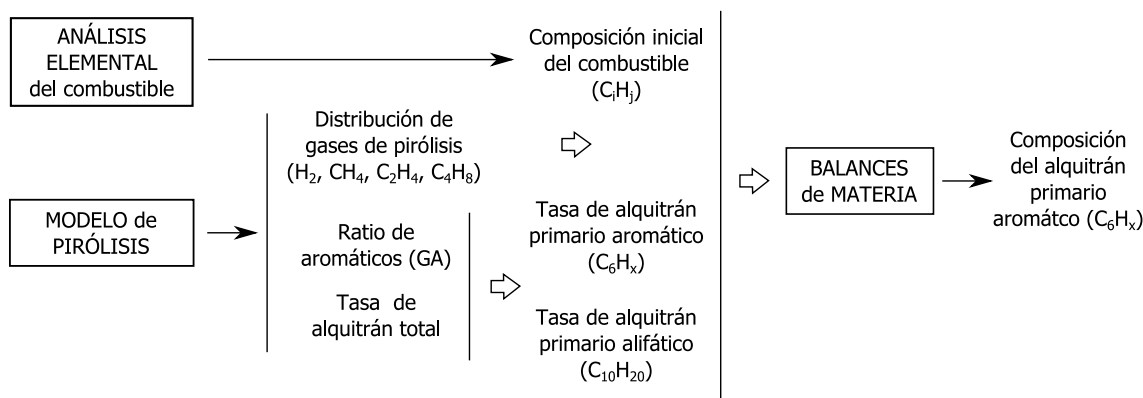 ANÁLISIS
ELEMENTAL
del combustible
Composición inicial
del combustible
(CᵢHⱼ)
Distribución de
gases de pirólisis
(H₂, CH₄, C₂H₄, C₄H₈)
MODELO de
PIRÓLISIS
Ratio de
aromáticos (GA)
Tasa de
alquitrán total
Tasa de alquitrán
primario aromático
(C₆Hₓ)
Tasa de alquitrán
primario alifático
(C₁₀H₂₀)
BALANCES
de MATERIA
Composición
del alquitrán
primario
aromátco (C₆Hₓ)